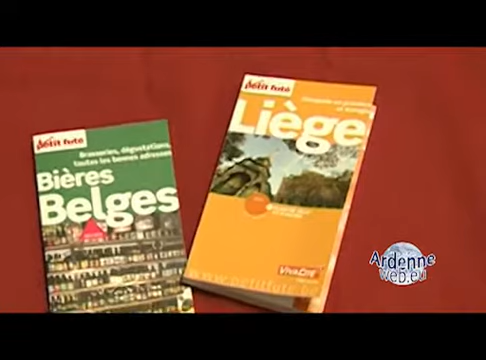 petit futé
Brasseries, dégustations,
toutes les bonnes adresses
Bières
Belges
petit futé
Liège
VivaCité
www.petitfute.be
Ardenne
web.eu